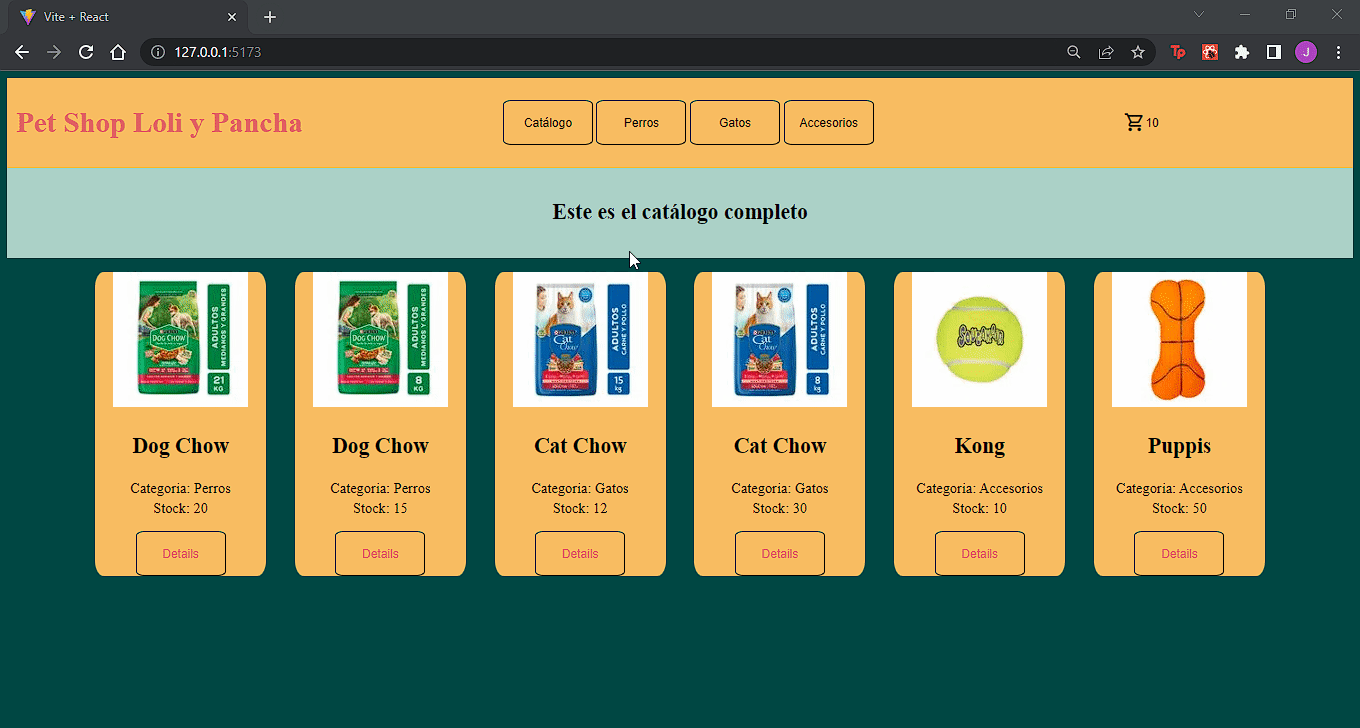 Vite + React
127.0.0.1:5173
Tp
J
Pet Shop Loli y Pancha
Catálogo
Perros
Gatos
Accesorios
10
Este es el catálogo completo
DOG CHOW
ADULTOS
MEDIANOS Y GRANDES
21
KG
Dog Chow
Categoria: Perros
Stock: 20
Details
DOG CHOW
ADULTOS
MEDIANOS Y GRANDES
8
KG
Dog Chow
Categoria: Perros
Stock: 15
Details
Cat
Chow
ADULTOS
CARNE Y POLLO
15
kg
Cat Chow
Categoria: Gatos
Stock: 12
Details
Cat
Chow
ADULTOS
CARNE Y POLLO
8
kg
Cat Chow
Categoria: Gatos
Stock: 30
Details
Kong
Categoria: Accesorios
Stock: 10
Details
Puppis
Categoria: Accesorios
Stock: 50
Details